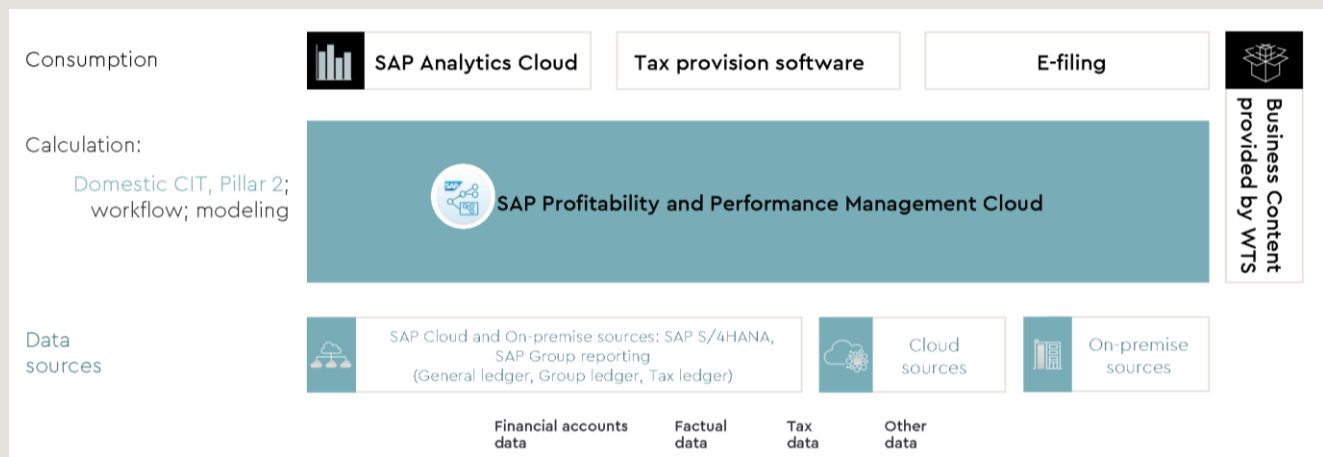 Consumption
SAP Analytics Cloud
Tax provision software
E-filing
Business Content
provided by WTS
Calculation:
Domestic CIT, Pillar 2;
workflow; modeling
SAP
SAP Profitability and Performance Management Cloud
Data
sources
SAP Cloud and On-premise sources: SAP S/4HANA,
SAP Group reporting
(General ledger, Group ledger, Tax ledger)
Cloud
sources
On-premise
sources
Financial accounts
data
Factual
data
Tax
data
Other
data